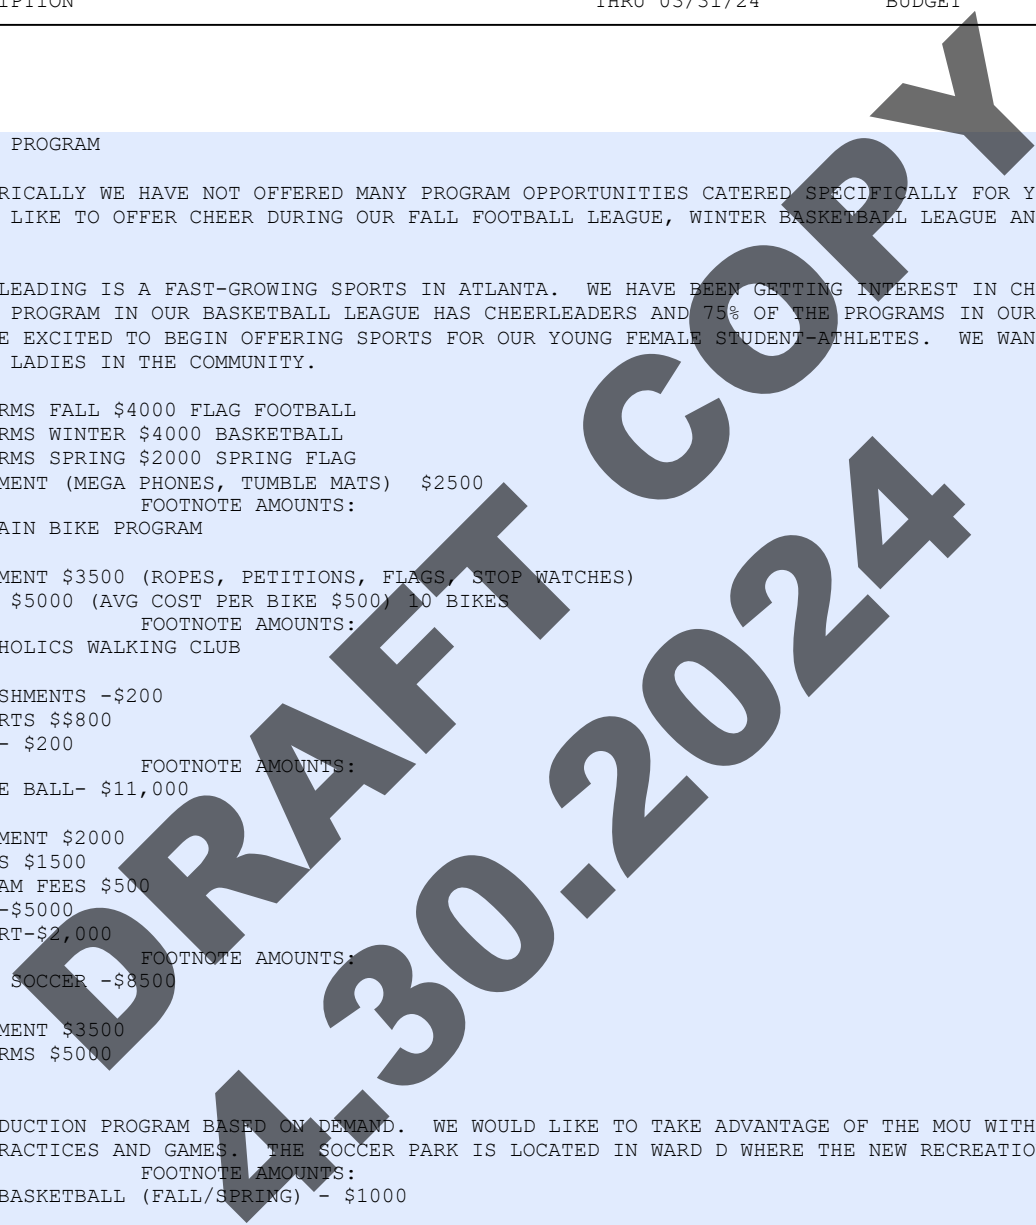 IPTION THRU 03/31/24 BUDGET
PROGRAM
RICALLY WE HAVE NOT OFFERED MANY PROGRAM OPPORTUNITIES CATERED SPECIFICALLY FOR Y
LIKE TO OFFER CHEER DURING OUR FALL FOOTBALL LEAGUE, WINTER BASKETBALL LEAGUE AN
LEADING IS A FAST-GROWING SPORTS IN ATLANTA. WE HAVE BEEN GETTING INTEREST IN CH
PROGRAM IN OUR BASKETBALL LEAGUE HAS CHEERLEADERS AND 75% OF THE PROGRAMS IN OUR
E EXCITED TO BEGIN OFFERING SPORTS FOR OUR YOUNG FEMALE STUDENT-ATHLETES. WE WAN
LADIES IN THE COMMUNITY.
RMS FALL $4000 FLAG FOOTBALL
RMS WINTER $4000 BASKETBALL
RMS SPRING $2000 SPRING FLAG
MENT (MEGA PHONES, TUMBLE MATS) $2500
FOOTNOTE AMOUNTS:
AIN BIKE PROGRAM
MENT $3500 (ROPES, PETITIONS, FLAGS, STOP WATCHES)
$5000 (AVG COST PER BIKE $500) 10 BIKES
FOOTNOTE AMOUNTS:
HOLICS WALKING CLUB
SHMENTS -$200
RTS $$800
- $200
FOOTNOTE AMOUNTS:
E BALL- $11,000
MENT $2000
S $1500
AM FEES $500
-$5000
RT-$2,000
FOOTNOTE AMOUNTS:
SOCCER -$8500
MENT $3500
RMS $5000
DUCTION PROGRAM BASED ON DEMAND. WE WOULD LIKE TO TAKE ADVANTAGE OF THE MOU WITH
RACTICES AND GAMES. THE SOCCER PARK IS LOCATED IN WARD D WHERE THE NEW RECREATIO
FOOTNOTE AMOUNTS:
BASKETBALL (FALL/SPRING) - $1000
DRAFT COPY
4.30.2024